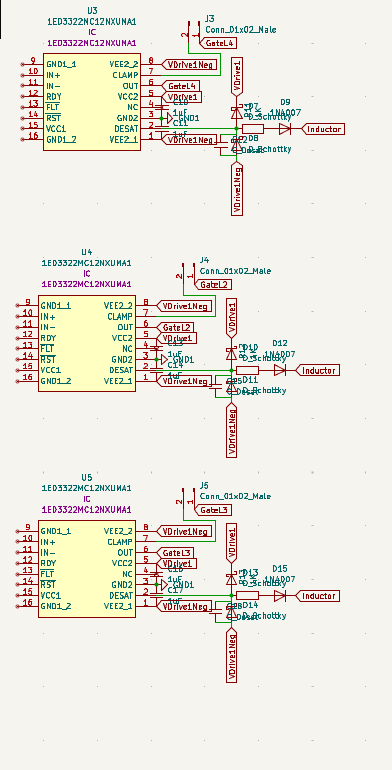 U3
1ED3322MC12NXUMA1
IC
1ED3322MC12NXUMA1
J3
Conn_01x02_Male
2 1
GateL4
9 GND1_1 VEE2_2 8 VDrive1Neg
10 IN+ CLAMP 7
11 IN- OUT 6 GateL4
12 RDY VCC2 5 VDrive1
13 FLT NC 4
14 RST GND2 3 GND1
15 VCC1 DESAT 2
16 GND1_2 VEE2_1 1 VDrive1Neg
1uF
C11
VDrive1
D7
D_Schottky
D8
D_Schottky
D9
1N4007
Inductor
VDrive1Neg
U4
1ED3322MC12NXUMA1
IC
1ED3322MC12NXUMA1
J4
Conn_01x02_Male
2 1
GateL2
9 GND1_1 VEE2_2 8 VDrive1Neg
10 IN+ CLAMP 7
11 IN- OUT 6 GateL2
12 RDY VCC2 5 VDrive1
13 FLT NC 4
14 RST GND2 3 GND1
15 VCC1 DESAT 2
16 GND1_2 VEE2_1 1 VDrive1Neg
C13
1uF
C14
1uF
VDrive1
D10
D_Schottky
D11
D_Schottky
D12
1N4007
Inductor
VDrive1Neg
U5
1ED3322MC12NXUMA1
IC
1ED3322MC12NXUMA1
Conn_01x02_Male
2 1
GateL3
9 GND1_1 VEE2_2 8 VDrive1Neg
10 IN+ CLAMP 7
11 IN- OUT 6 GateL3
12 RDY VCC2 5 VDrive1
13 FLT NC 4
14 RST GND2 3 GND1
15 VCC1 DESAT 2
16 GND1_2 VEE2_1 1 VDrive1Neg
C16
1uF
C17
1uF
VDrive1
D13
D_Schottky
D14
D_Schottky
D15
1N4007
Inductor
VDrive1Neg